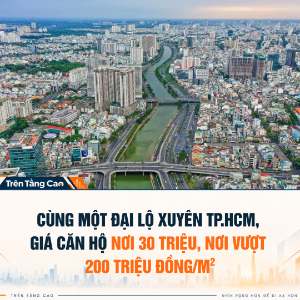 Trên Tầng Cao
CÙNG MỘT ĐẠI LỘ XUYÊN TP.HCM,
GIÁ CĂN HỘ NƠI 30 TRIỆU, NƠI VƯỢT
200 TRIỆU ĐỒNG/M²
TRÊN TẦNG CAO